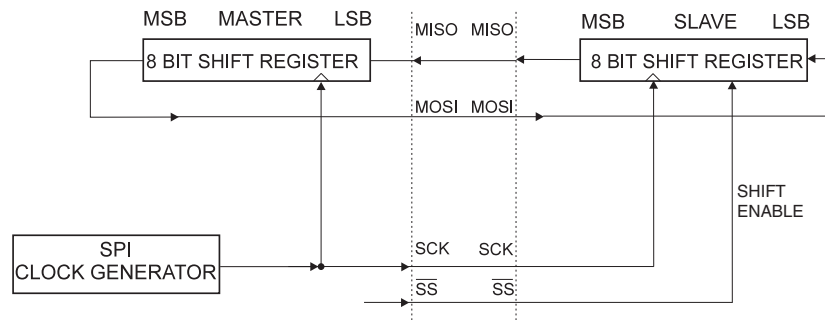 MSB MASTER LSB
MISO MISO
MSB SLAVE LSB
8 BIT SHIFT REGISTER
8 BIT SHIFT REGISTER
MOSI MOSI
SHIFT
ENABLE
SPI
CLOCK GENERATOR
SCK SCK
SS SS